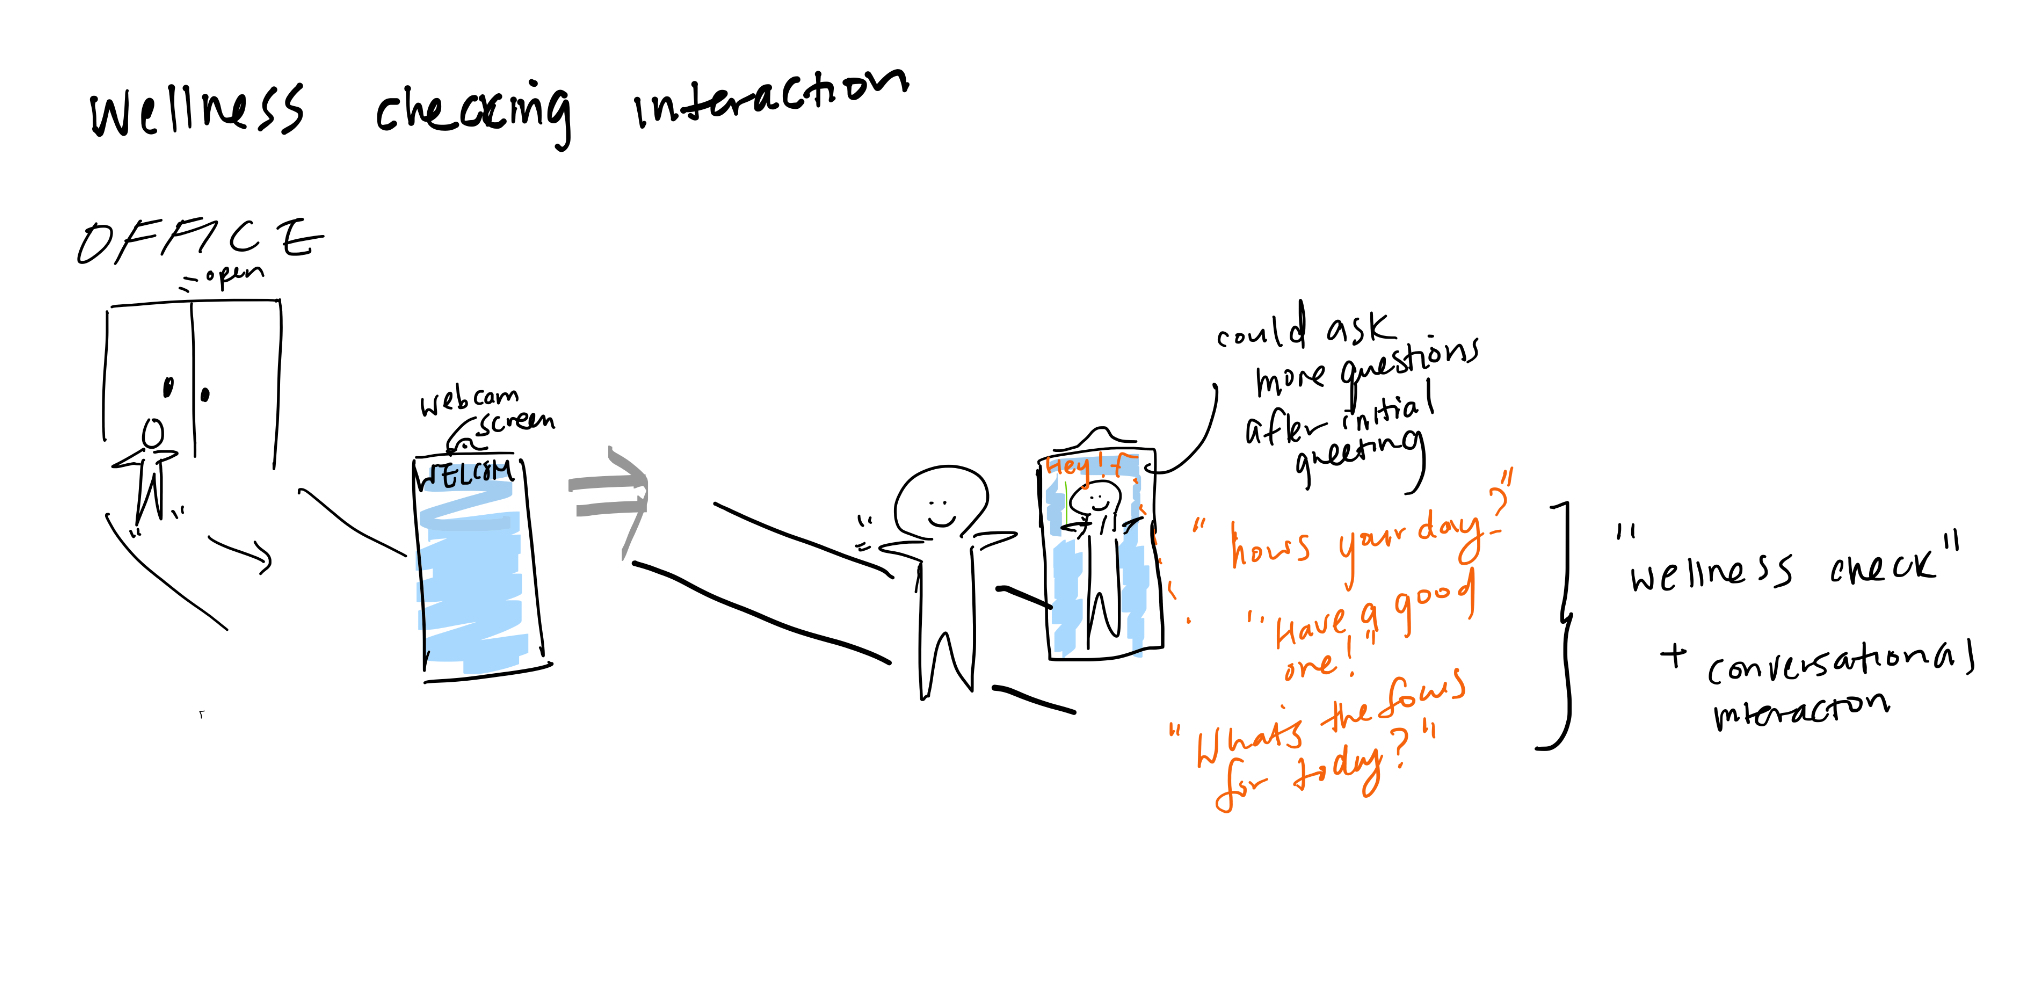 Wellness checking interaction
OFFICE
open
webcam
screen
WELCOM
could ask
more questions
after initial
greeting
Hey!
"hows your day?"
"Have a good
one!"
"Whats the focus
for today?"
"wellness check"
+ conversational
interaction